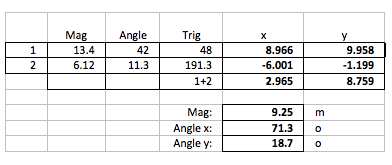 Mag Angle Trig x y
1 13.4 42 48 8.966 9.958
2 6.12 11.3 191.3 -6.001 -1.199
1+2 2.965 8.759
Mag: 9.25 m
Angle x: 71.3 o
Angle y: 18.7 o